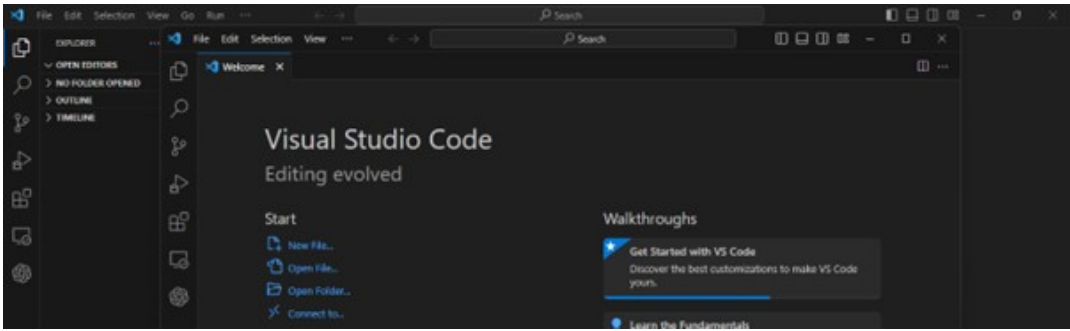 File Edit Selection View Go Run ··· Search
EXPLORER ···
OPEN EDITORS
NO FOLDER OPENED
OUTLINE
TIMELINE
File Edit Selection View ··· Search
Welcome
Visual Studio Code
Editing evolved
Start
New File...
Open File...
Open Folder...
Connect to...
Walkthroughs
Get Started with VS Code
Discover the best customizations to make VS Code
yours.
Learn the Fundamentals